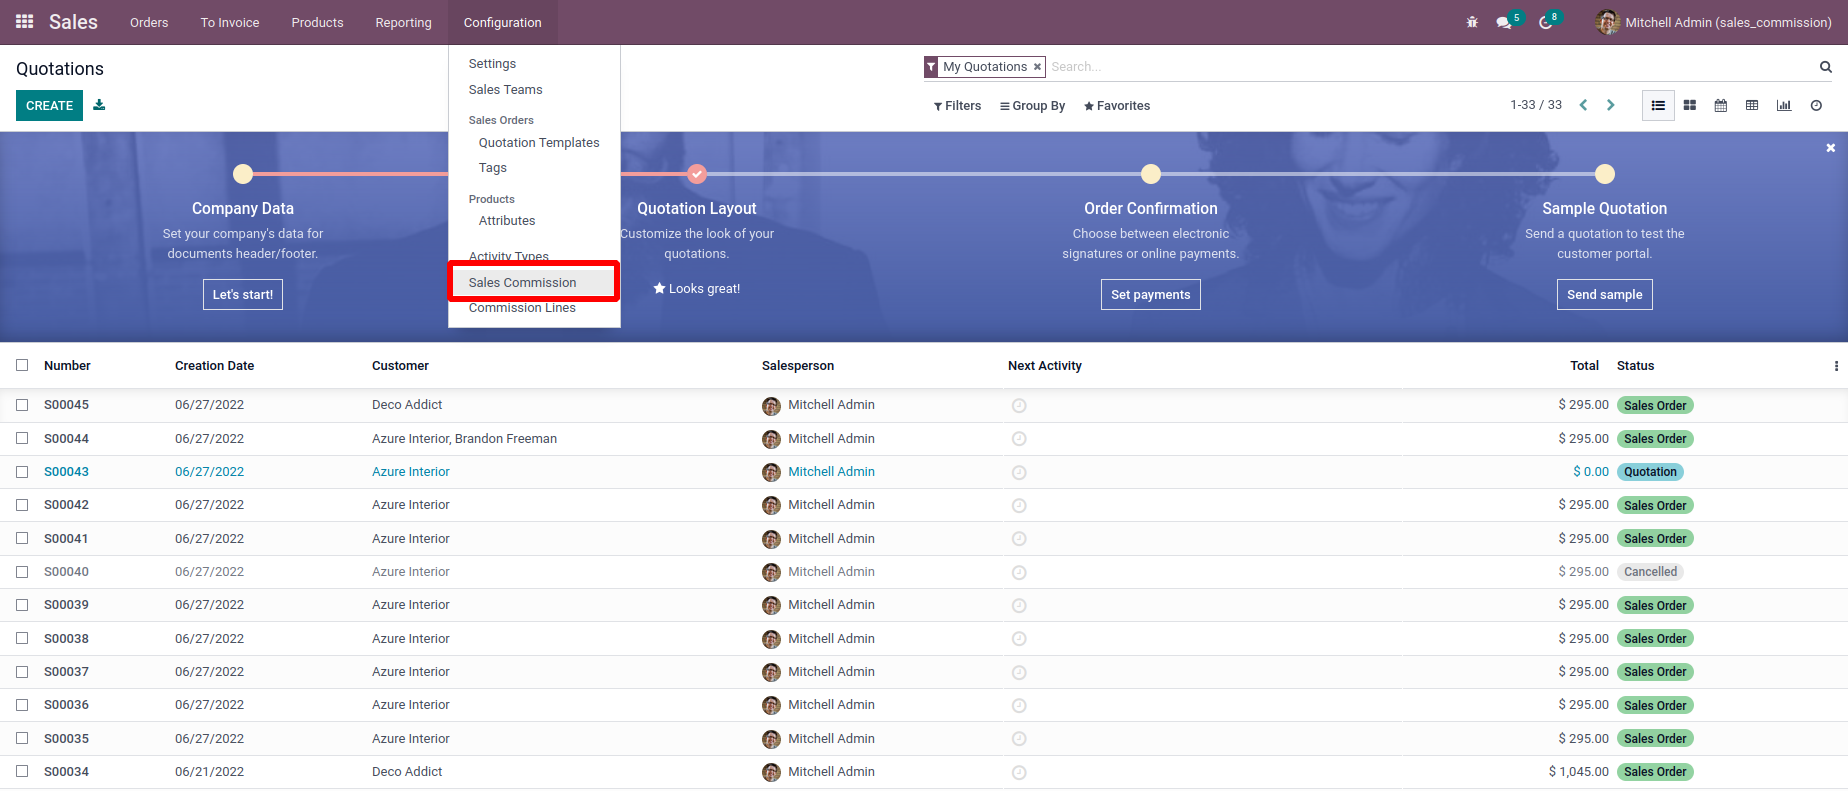 Sales Orders To Invoice Products Reporting Configuration 5 8 Mitchell Admin (sales_commission)
Quotations
My Quotations Search...
CREATE
Filters Group By Favorites 1-33 / 33
Settings
Sales Teams
Sales Orders
Quotation Templates
Tags
Products
Attributes
Activity Types
Sales Commission
Commission Lines
Company Data
Set your company's data for
documents header/footer.
Let's start!
Quotation Layout
Customize the look of your
quotations.
Looks great!
Order Confirmation
Choose between electronic
signatures or online payments.
Set payments
Sample Quotation
Send a quotation to test the
customer portal.
Send sample
Number Creation Date Customer Salesperson Next Activity Total Status
S00045 06/27/2022 Deco Addict Mitchell Admin $ 295.00 Sales Order
S00044 06/27/2022 Azure Interior, Brandon Freeman Mitchell Admin $ 295.00 Sales Order
S00043 06/27/2022 Azure Interior Mitchell Admin $ 0.00 Quotation
S00042 06/27/2022 Azure Interior Mitchell Admin $ 295.00 Sales Order
S00041 06/27/2022 Azure Interior Mitchell Admin $ 295.00 Sales Order
S00040 06/27/2022 Azure Interior Mitchell Admin $ 295.00 Cancelled
S00039 06/27/2022 Azure Interior Mitchell Admin $ 295.00 Sales Order
S00038 06/27/2022 Azure Interior Mitchell Admin $ 295.00 Sales Order
S00037 06/27/2022 Azure Interior Mitchell Admin $ 295.00 Sales Order
S00036 06/27/2022 Azure Interior Mitchell Admin $ 295.00 Sales Order
S00035 06/27/2022 Azure Interior Mitchell Admin $ 295.00 Sales Order
S00034 06/21/2022 Deco Addict Mitchell Admin $ 1,045.00 Sales Order